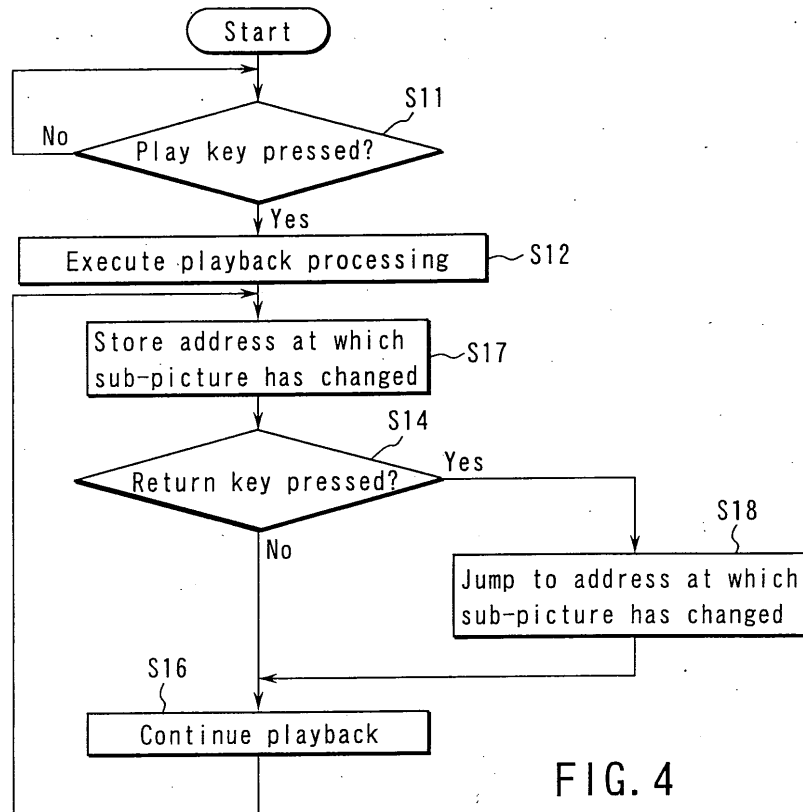 Start
S11
No
Play key pressed?
Yes
Execute playback processing
S12
Store address at which
sub-picture has changed
S17
S14
Return key pressed?
Yes
No
S18
Jump to address at which
sub-picture has changed
S16
Continue playback
FIG. 4